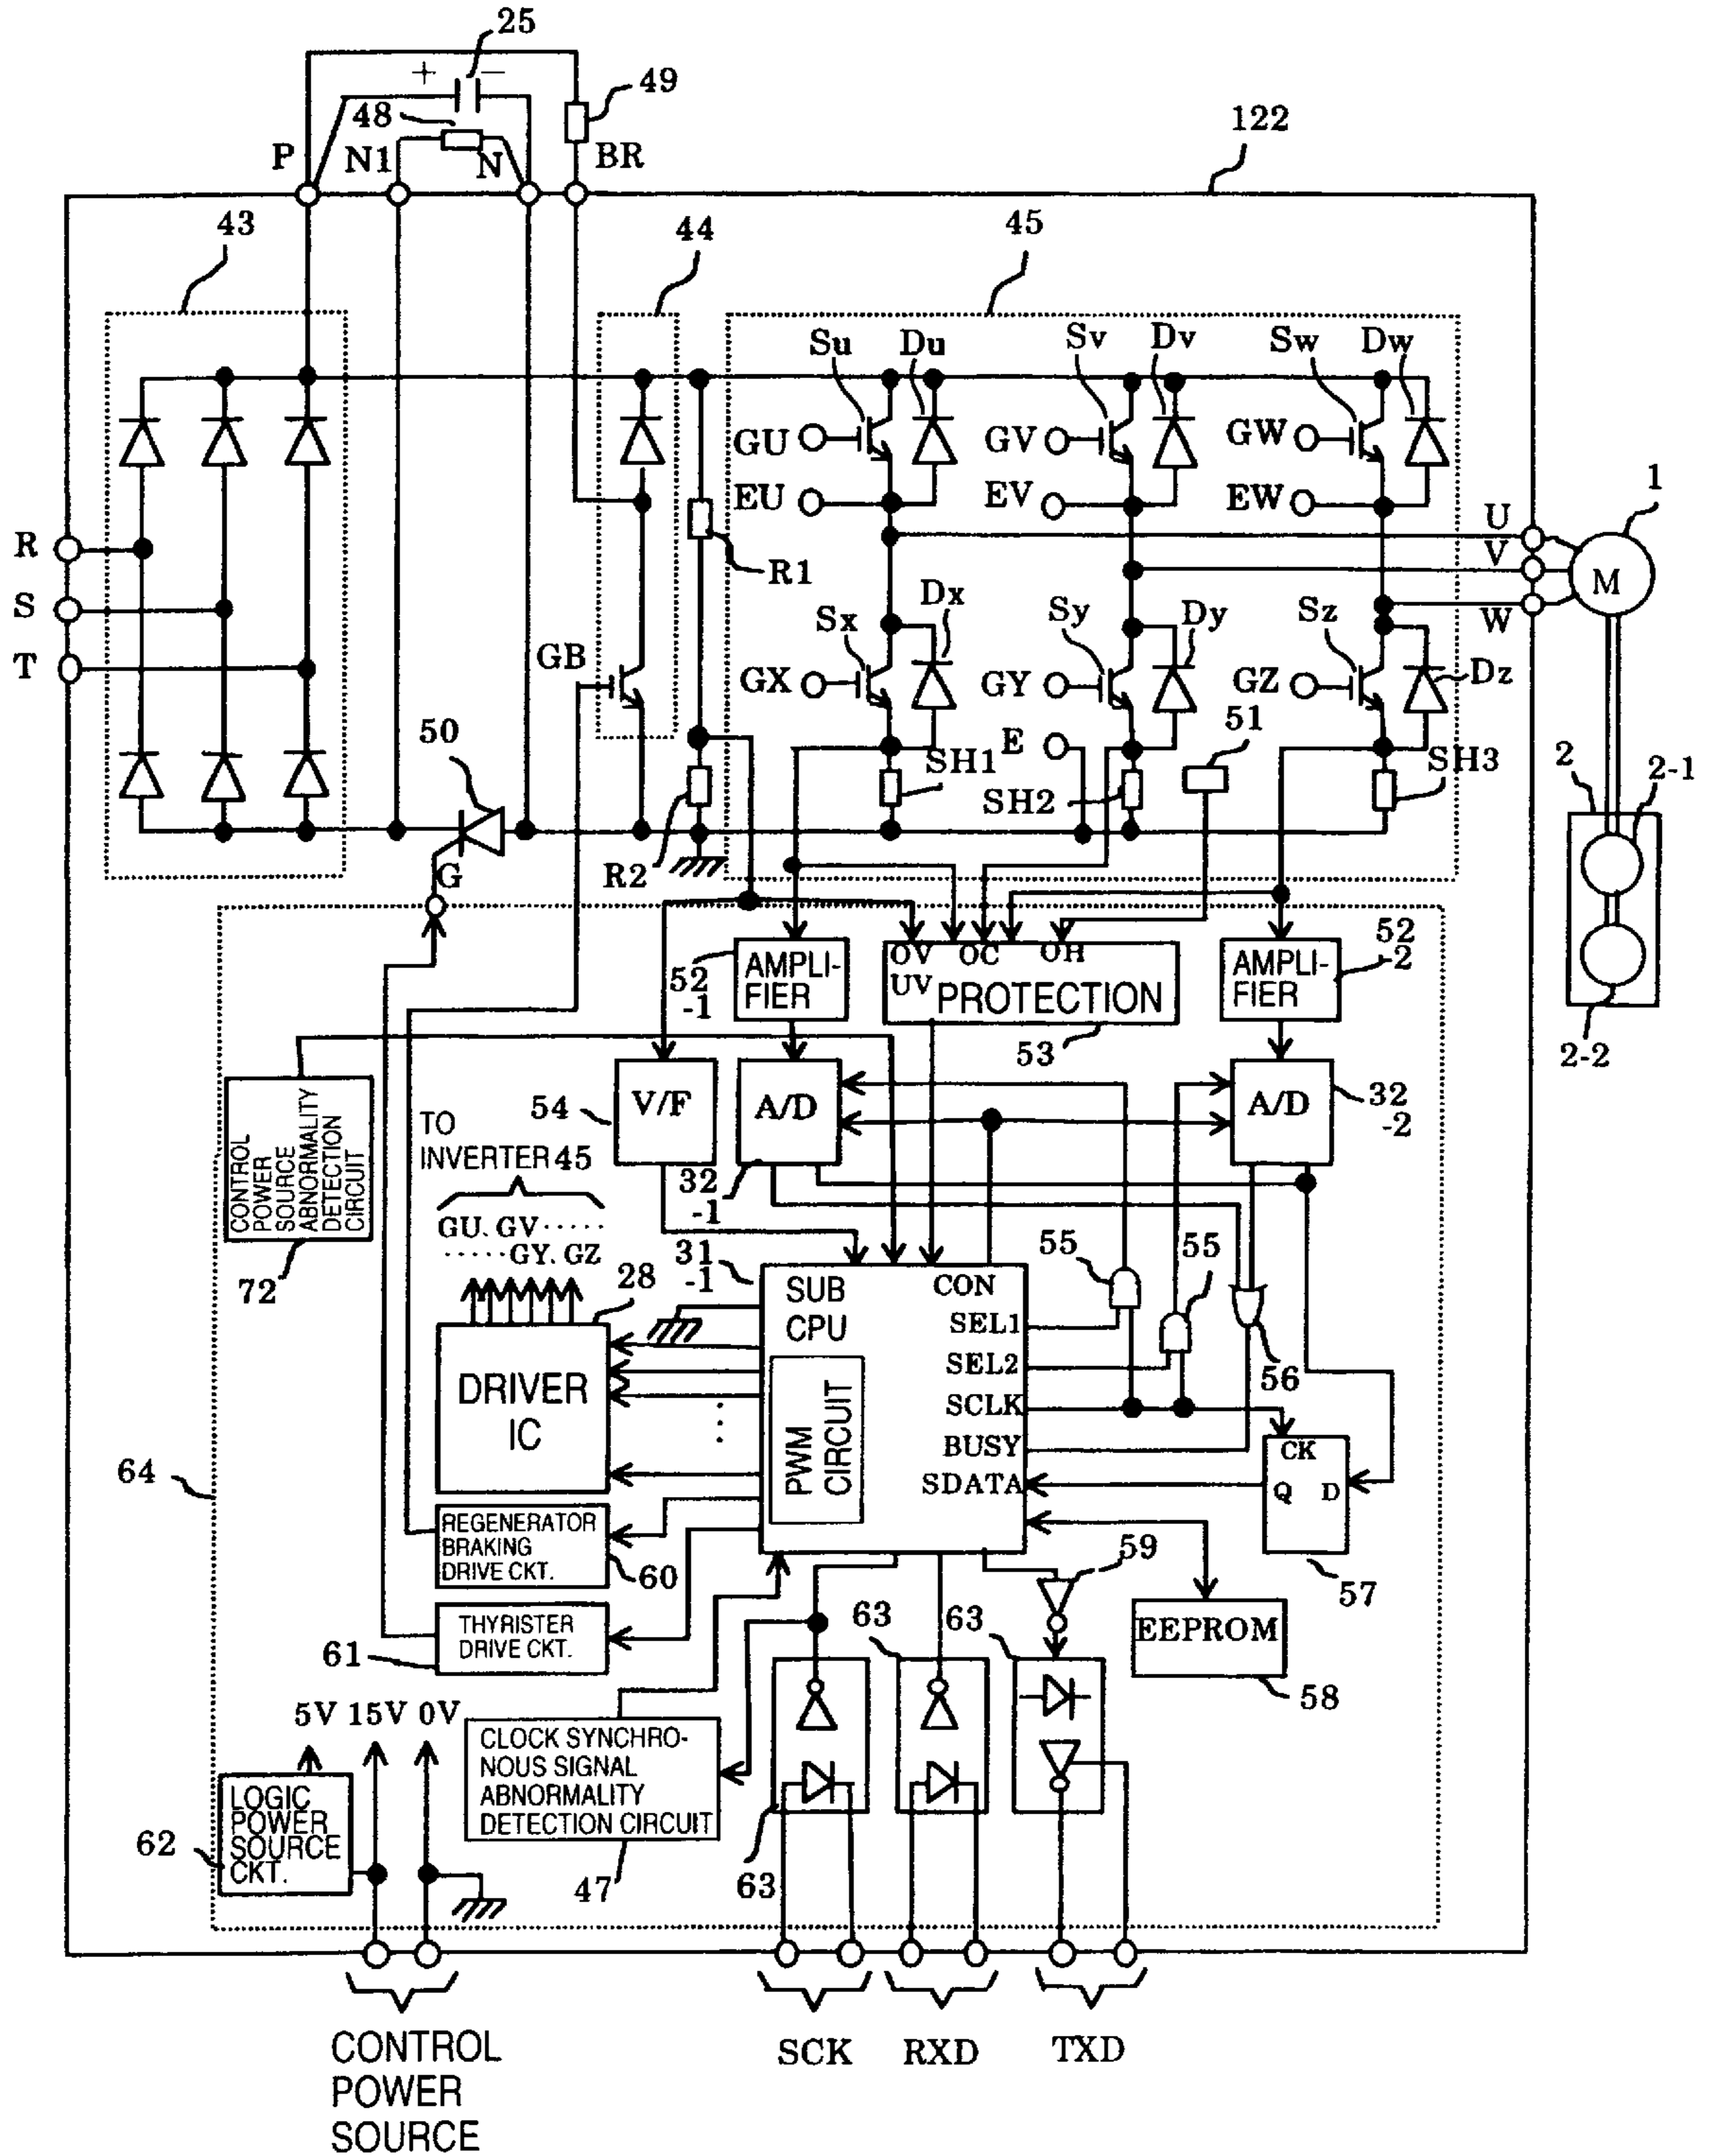 25
+ −
49
48
P N1 N BR
122
43
44
45
Su Du Sv Dv Sw Dw
GU GV GW
EU EV EW
1
U
V
W
M
R
S
T
R1
Sx Dx Sy Dy Sz Dz
GB
GX GY GZ
50
E
51
SH1
SH2
SH3
2
2-1
2-2
G
R2
52
-1
AMPLI-
FIER
OV OC OH
UV
PROTECTION
53
AMPLI-
FIER
52
-2
54
V/F
A/D
A/D
32
-2
32
-1
CONTROL
POWER
SOURCE
ABNORMALITY
DETECTION
CIRCUIT
72
TO
INVERTER 45
GU. GV·····
·····GY. GZ
28
31
-1
SUB
CPU
CON
SEL1
SEL2
SCLK
BUSY
SDATA
PWM
CIRCUIT
55
55
56
DRIVER
IC
CK
Q D
57
64
REGENERATOR
BRAKING
DRIVE CKT.
60
THYRISTER
DRIVE CKT.
61
59
63
63
EEPROM
58
5V 15V 0V
LOGIC
POWER
SOURCE
CKT.
62
CLOCK SYNCHRO-
NOUS SIGNAL
ABNORMALITY
DETECTION CIRCUIT
47
63
CONTROL
POWER
SOURCE
SCK
RXD
TXD